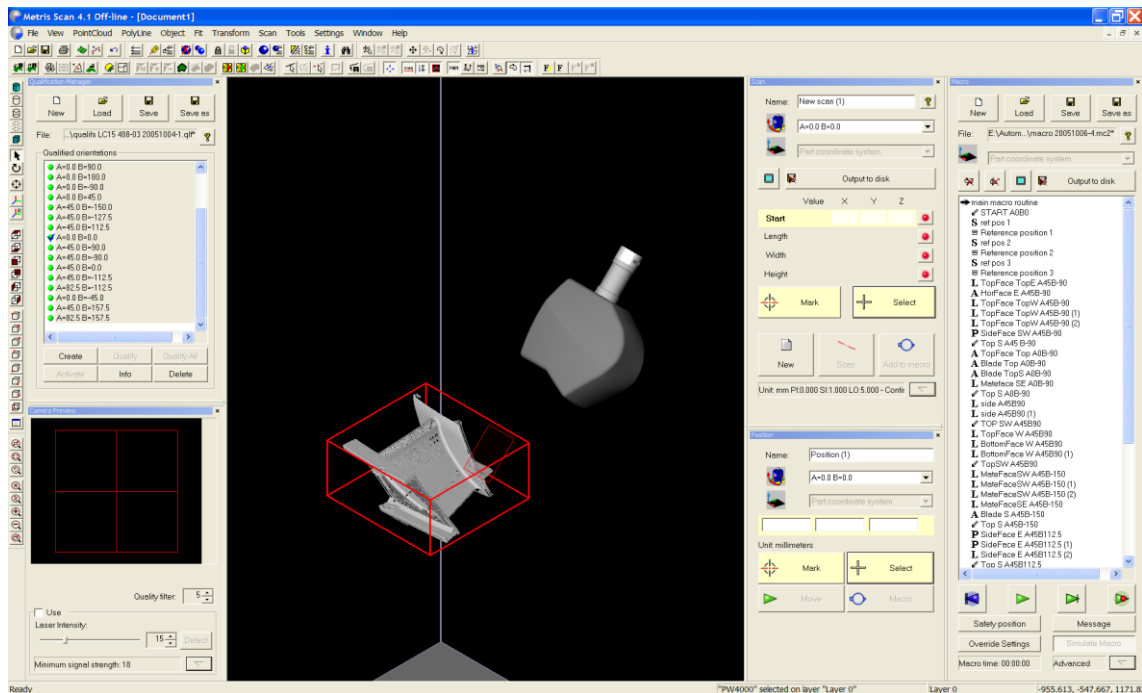 Metris Scan 4.1 Off-line - [Document1]
File View PointCloud PolyLine Object Fit Transform Scan Tools Settings Window Help
Qualification Manager
New Load Save Save as
File: ...\qualifs LC15 488-03 20051004-1.qlf*
Qualified orientations
A=0.0 B=90.0
A=0.0 B=180.0
A=0.0 B=-90.0
A=0.0 B=45.0
A=45.0 B=-150.0
A=45.0 B=-127.5
A=45.0 B=112.5
A=0.0 B=0.0
A=45.0 B=90.0
A=45.0 B=-90.0
A=45.0 B=0.0
A=45.0 B=-112.5
A=82.5 B=-112.5
A=0.0 B=-45.0
A=45.0 B=157.5
A=82.5 B=157.5
Create Qualify Qualify All
Activate Info Delete
Camera Preview
Quality filter: 5
Use
Laser Intensity:
15 Detect
Minimum signal strength: 18
Scan
Name: New scan (1)
A=0.0 B=0.0
Part coordinate system
Output to disk
Value X Y Z
Start
Length
Width
Height
Mark Select
New Scan Add to macro
Unit: mm PI:0.000 SI:1.000 LO:5.000 - Contir
Position
Name: Position (1)
A=0.0 B=0.0
Part coordinate system
Unit: millimeters
Mark Select
Move Macro
Macro
New Load Save Save as
File: E:\Autom...\macro 20051006-4.mc2*
Part coordinate system
Output to disk
main macro routine
START A0B0
S ref pos 1
Reference position 1
S ref pos 2
Reference position 2
S ref pos 3
Reference position 3
L TopFace TopE A45B-90
A HorFace E A45B-90
L TopFace TopW A45B-90
L TopFace TopW A45B-90 (1)
L TopFace TopW A45B-90 (2)
P SideFace SW A45B-90
Top S A45 B-90
A TopFace Top A0B-90
A Blade Top A0B-90
A Blade TopS A0B-90
L Mateface SE A0B-90
Top S A0B-90
L side A45B90
L side A45B90 (1)
TOP SW A45B90
L TopFace W A45B90
L BottomFace W A45B90
L BottomFace W A45B90 (1)
TopSW A45B90
L MateFaceSW A45B-150
L MateFaceSW A45B-150 (1)
L MateFaceSW A45B-150 (2)
L MateFaceSE A45B-150
A Blade S A45B-150
Top S A45B-150
P SideFace E A45B112.5
P SideFace E A45B112.5 (1)
L SideFace E A45B112.5 (2)
Top S A45B112.5
Safety position Message
Override Settings Simulate Macro
Macro time: 00:00:00 Advanced
Ready "PW4000" selected on layer "Layer 0" Layer 0 -955.613, -547.667, 1171.8